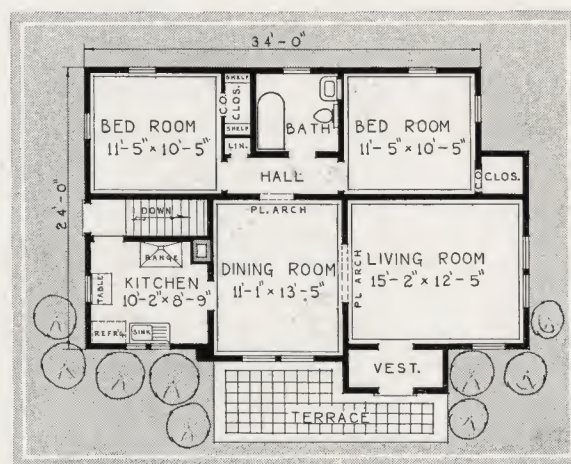 34'-0"
24'-0"
BED ROOM
11'-5" × 10'-5"
C.O.
SHELF
CLOS.
SHELF
LIN.
BATH
BED ROOM
11'-5" × 10'-5"
C.O.
CLOS.
HALL
DOWN
PL. ARCH
RANGE
KITCHEN
10'-2" × 8'-9"
TABLE
REFR'G
SINK
DINING ROOM
11'-1" × 13'-5"
PL. ARCH
LIVING ROOM
15'-2" × 12'-5"
VEST.
TERRACE